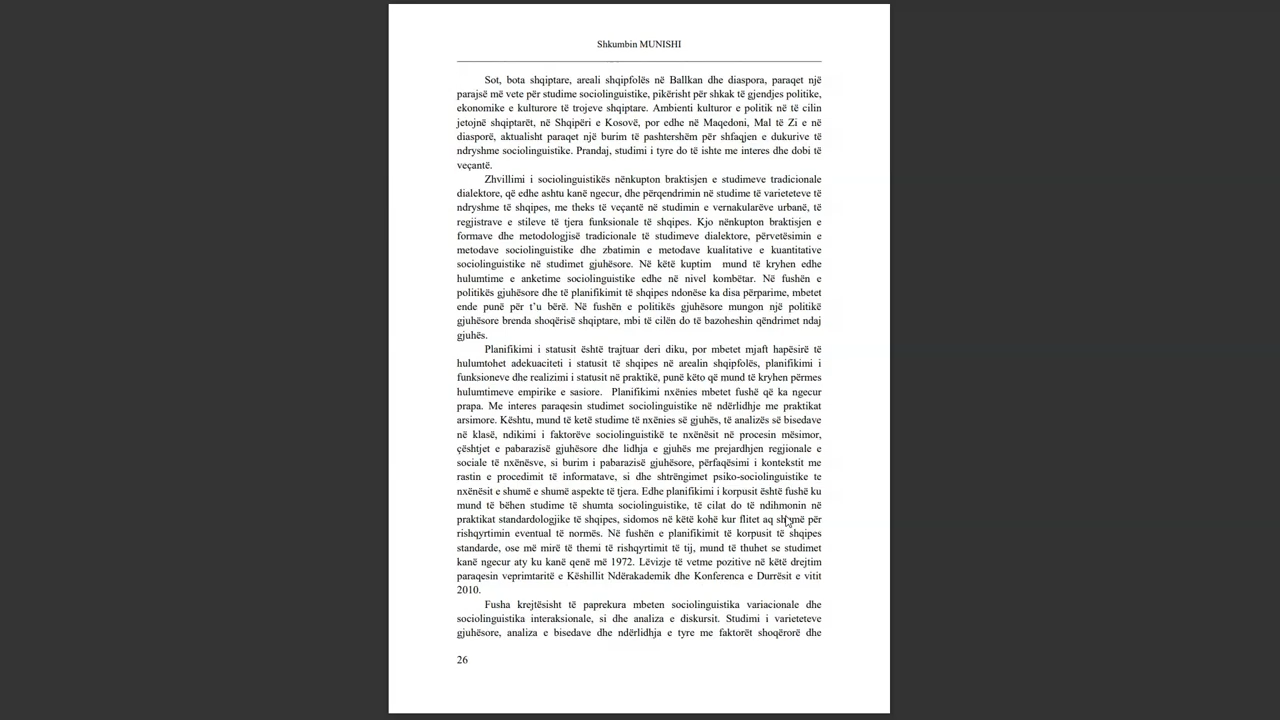 Shkumbin MUNISHI
Sot, bota shqiptare, areali shqipfolës në Ballkan dhe diaspora, paraqet një
parajsë më vete për studime sociolinguistike, pikërisht për shkak të gjendjes politike,
ekonomike e kulturore të trojeve shqiptare. Ambienti kulturor e politik në të cilin
jetojnë shqiptarët, në Shqipëri e Kosovë, por edhe në Maqedoni, Mal të Zi e në
diasporë, aktualisht paraqet një burim të pashtershëm për shfaqjen e dukurive të
ndryshme sociolinguistike. Prandaj, studimi i tyre do të ishte me interes dhe dobi të
veçantë.
Zhvillimi i sociolinguistikës nënkupton braktisjen e studimeve tradicionale
dialektore, që edhe ashtu kanë ngecur, dhe përqendrimin në studime të varieteteve të
ndryshme të shqipes, me theks të veçantë në studimin e vernakularëve urbanë, të
regjistrave e stileve të tjera funksionale të shqipes. Kjo nënkupton braktisjen e
formave dhe metodologjisë tradicionale të studimeve dialektore, përvetësimin e
metodave sociolinguistike dhe zbatimin e metodave kualitative e kuantitative
sociolinguistike në studimet gjuhësore. Në këtë kuptim mund të kryhen edhe
hulumtime e anketime sociolinguistike edhe në nivel kombëtar. Në fushën e
politikës gjuhësore dhe të planifikimit të shqipes ndonëse ka disa përparime, mbetet
ende punë për t’u bërë. Në fushën e politikës gjuhësore mungon një politikë
gjuhësore brenda shoqërisë shqiptare, mbi të cilën do të bazoheshin qëndrimet ndaj
gjuhës.
Planifikimi i statusit është trajtuar deri diku, por mbetet mjaft hapësirë të
hulumtohet adekuaciteti i statusit të shqipes në arealin shqipfolës, planifikimi i
funksioneve dhe realizimi i statusit në praktikë, punë këto që mund të kryhen përmes
hulumtimeve empirike e sasiore. Planifikimi nxënies mbetet fushë që ka ngecur
prapa. Me interes paraqesin studimet sociolinguistike në ndërlidhje me praktikat
arsimore. Kështu, mund të ketë studime të nxënies së gjuhës, të analizës së bisedave
në klasë, ndikimi i faktorëve sociolinguistikë te nxënësit në procesin mësimor,
çështjet e pabarazisë gjuhësore dhe lidhja e gjuhës me prejardhjen regjionale e
sociale të nxënësve, si burim i pabarazisë gjuhësore, përfaqësimi i kontekstit me
rastin e procedimit të informatave, si dhe shtrëngimet psiko-sociolinguistike te
nxënësit e shumë e shumë aspekte të tjera. Edhe planifikimi i korpusit është fushë ku
mund të bëhen studime të shumta sociolinguistike, të cilat do të ndihmonin në
praktikat standardologjike të shqipes, sidomos në këtë kohë kur flitet aq shumë për
rishqyrtimin eventual të normës. Në fushën e planifikimit të korpusit të shqipes
standarde, ose më mirë të themi të rishqyrtimit të tij, mund të thuhet se studimet
kanë ngecur aty ku kanë qenë më 1972. Lëvizje të vetme pozitive në këtë drejtim
paraqesin veprimtaritë e Këshillit Ndërakademik dhe Konferenca e Durrësit e vitit
2010.
Fusha krejtësisht të paprekura mbeten sociolinguistika variacionale dhe
sociolinguistika interaksionale, si dhe analiza e diskursit. Studimi i varieteteve
gjuhësore, analiza e bisedave dhe ndërlidhja e tyre me faktorët shoqërorë dhe
26